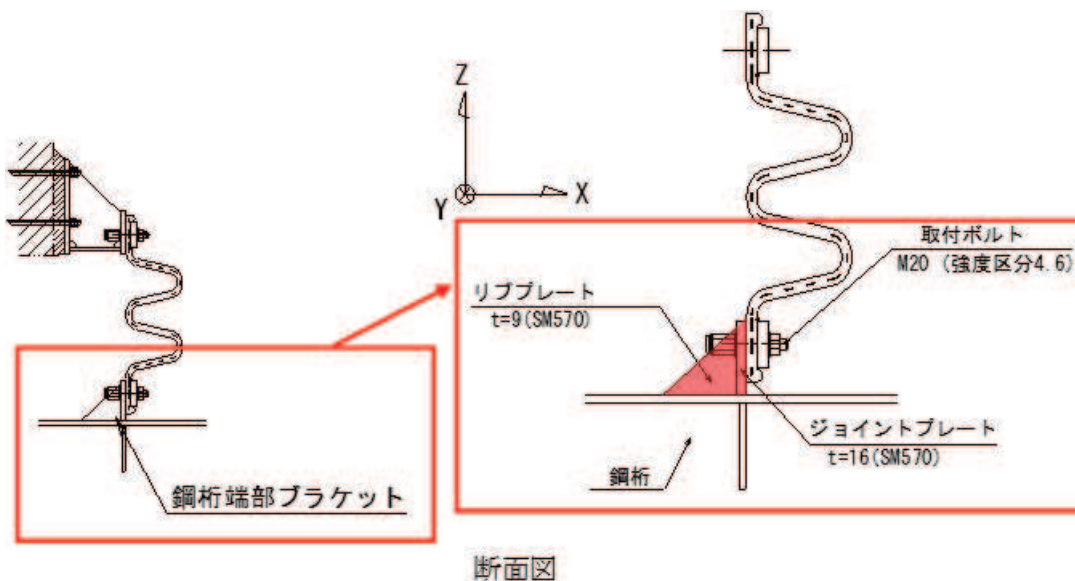 Z
Y
X
取付ボルト
M20 (強度区分4.6)
リブプレート
t=9(SM570)
ジョイントプレート
t=16(SM570)
鋼桁
鋼桁端部ブラケット
断面図